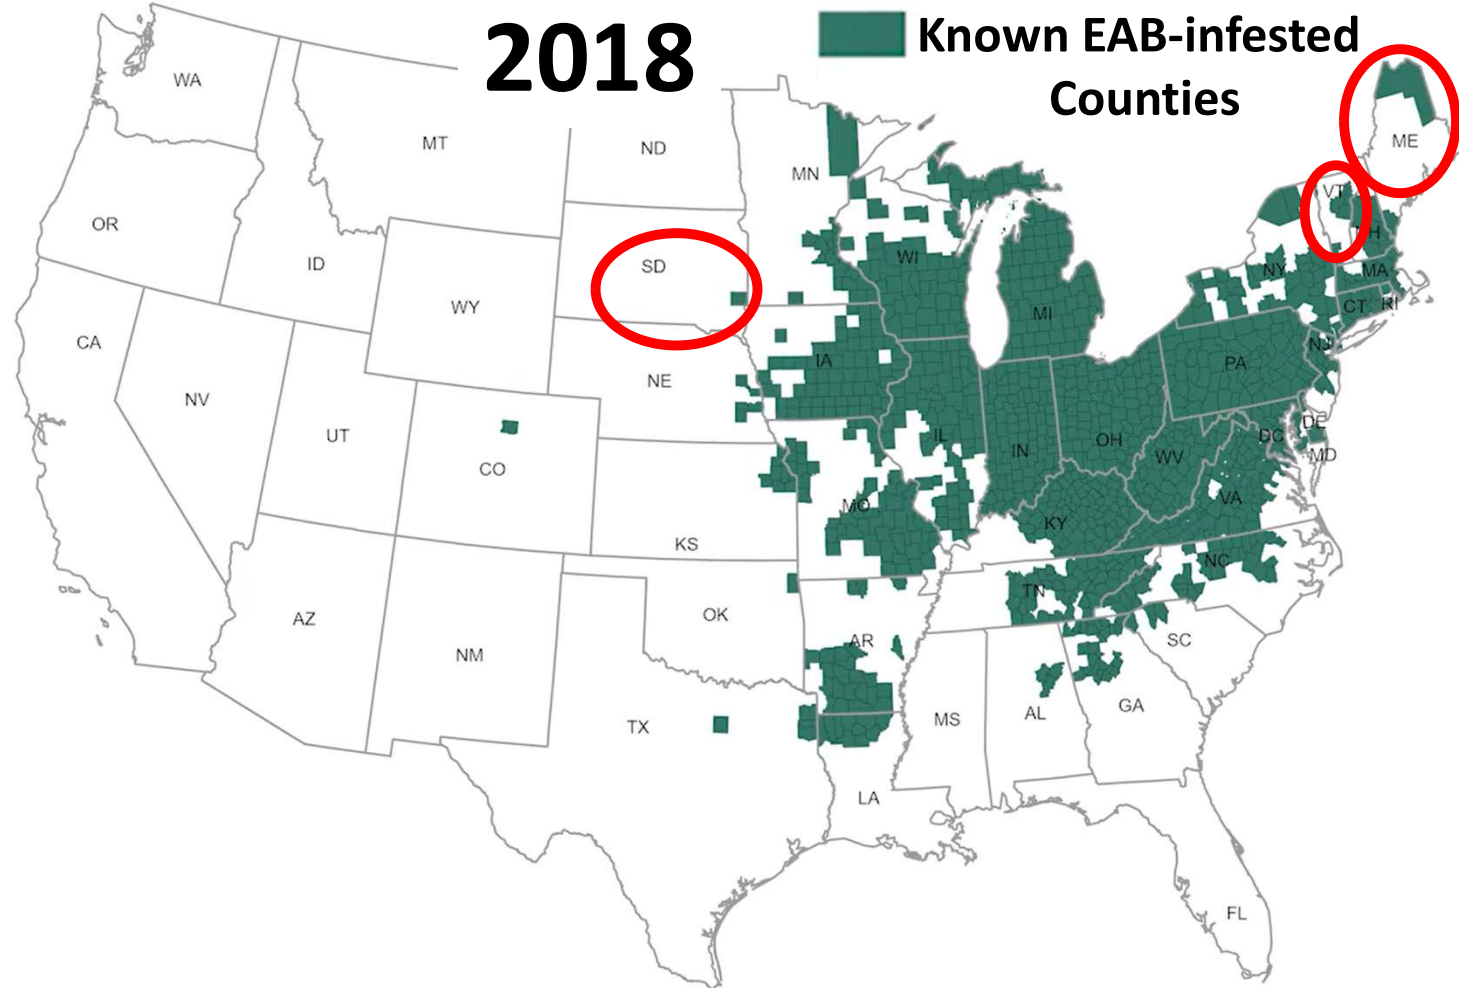 2018
Known EAB-infested
Counties
WA
MT
ND
MN
ME
VT
OR
ID
SD
WI
NH
WY
NY
MA
MI
CT
RI
CA
IA
NJ
NE
PA
NV
UT
CO
IL
IN
OH
DE
DC
MD
WV
MO
VA
KY
KS
NC
AZ
OK
TN
NM
AR
SC
TX
MS
AL
GA
LA
FL